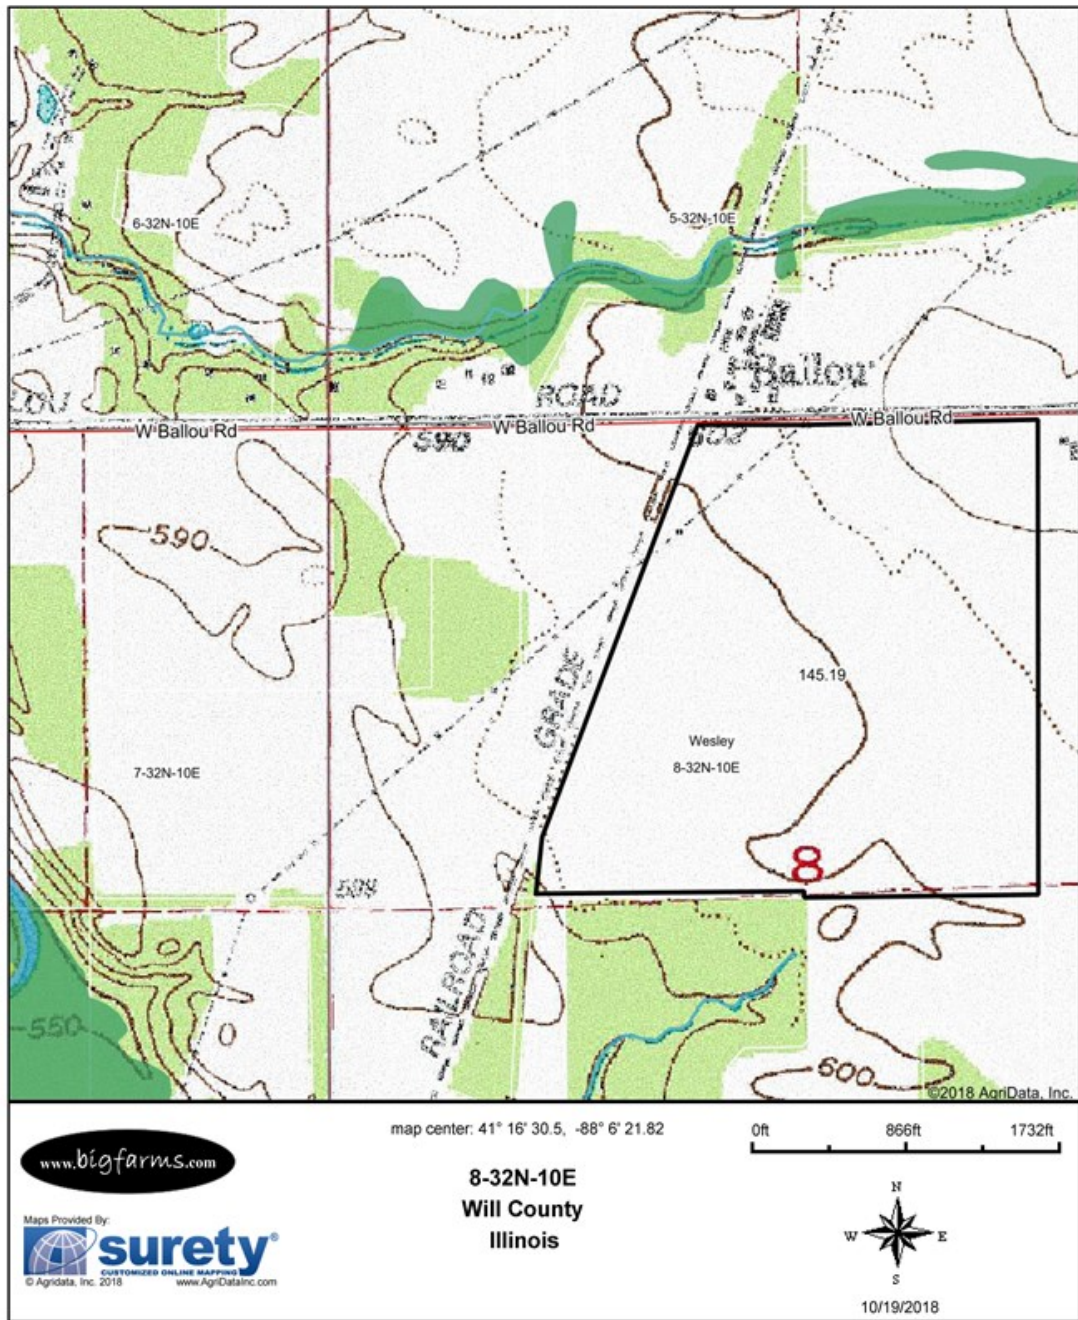 6-32N-10E
5-32N-10E
Ballou
ROAD
W Ballou Rd
W Ballou Rd
W Ballou Rd
590
590
145.19
GRADE
Wesley
8-32N-10E
7-32N-10E
8
599
RAILROAD
550
600
©2018 AgriData, Inc.
map center: 41° 16' 30.5, -88° 6' 21.82
0ft 866ft 1732ft
www.bigfarms.com
8-32N-10E
Will County
Illinois
N
W E
S
Maps Provided By:
surety®
CUSTOMIZED ONLINE MAPPING
© Agridata, Inc. 2018 www.AgriDataInc.com
10/19/2018